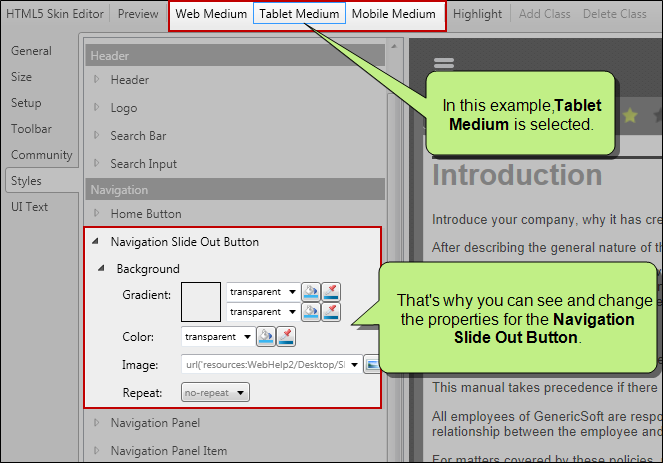 HTML5 Skin Editor Preview Web Medium Tablet Medium Mobile Medium Highlight Add Class Delete Class
General
Size
Setup
Toolbar
Community
Styles
UI Text
Header
Header
Logo
Search Bar
Search Input
Navigation
Home Button
Navigation Slide Out Button
Background
Gradient: transparent
transparent
Color: transparent
Image: url('resources:WebHelp2/Desktop/Sl
Repeat: no-repeat
Navigation Panel
Navigation Panel Item
In this example,Tablet
Medium is selected.
Introduction
Introduce your company, why it has cre
After describing the general nature of th
That's why you can see and change
the properties for the Navigation
Slide Out Button.
This manual takes precedence if there
All employees of GenericSoft are respo
relationship between the employee and
For matters covered by these policies,